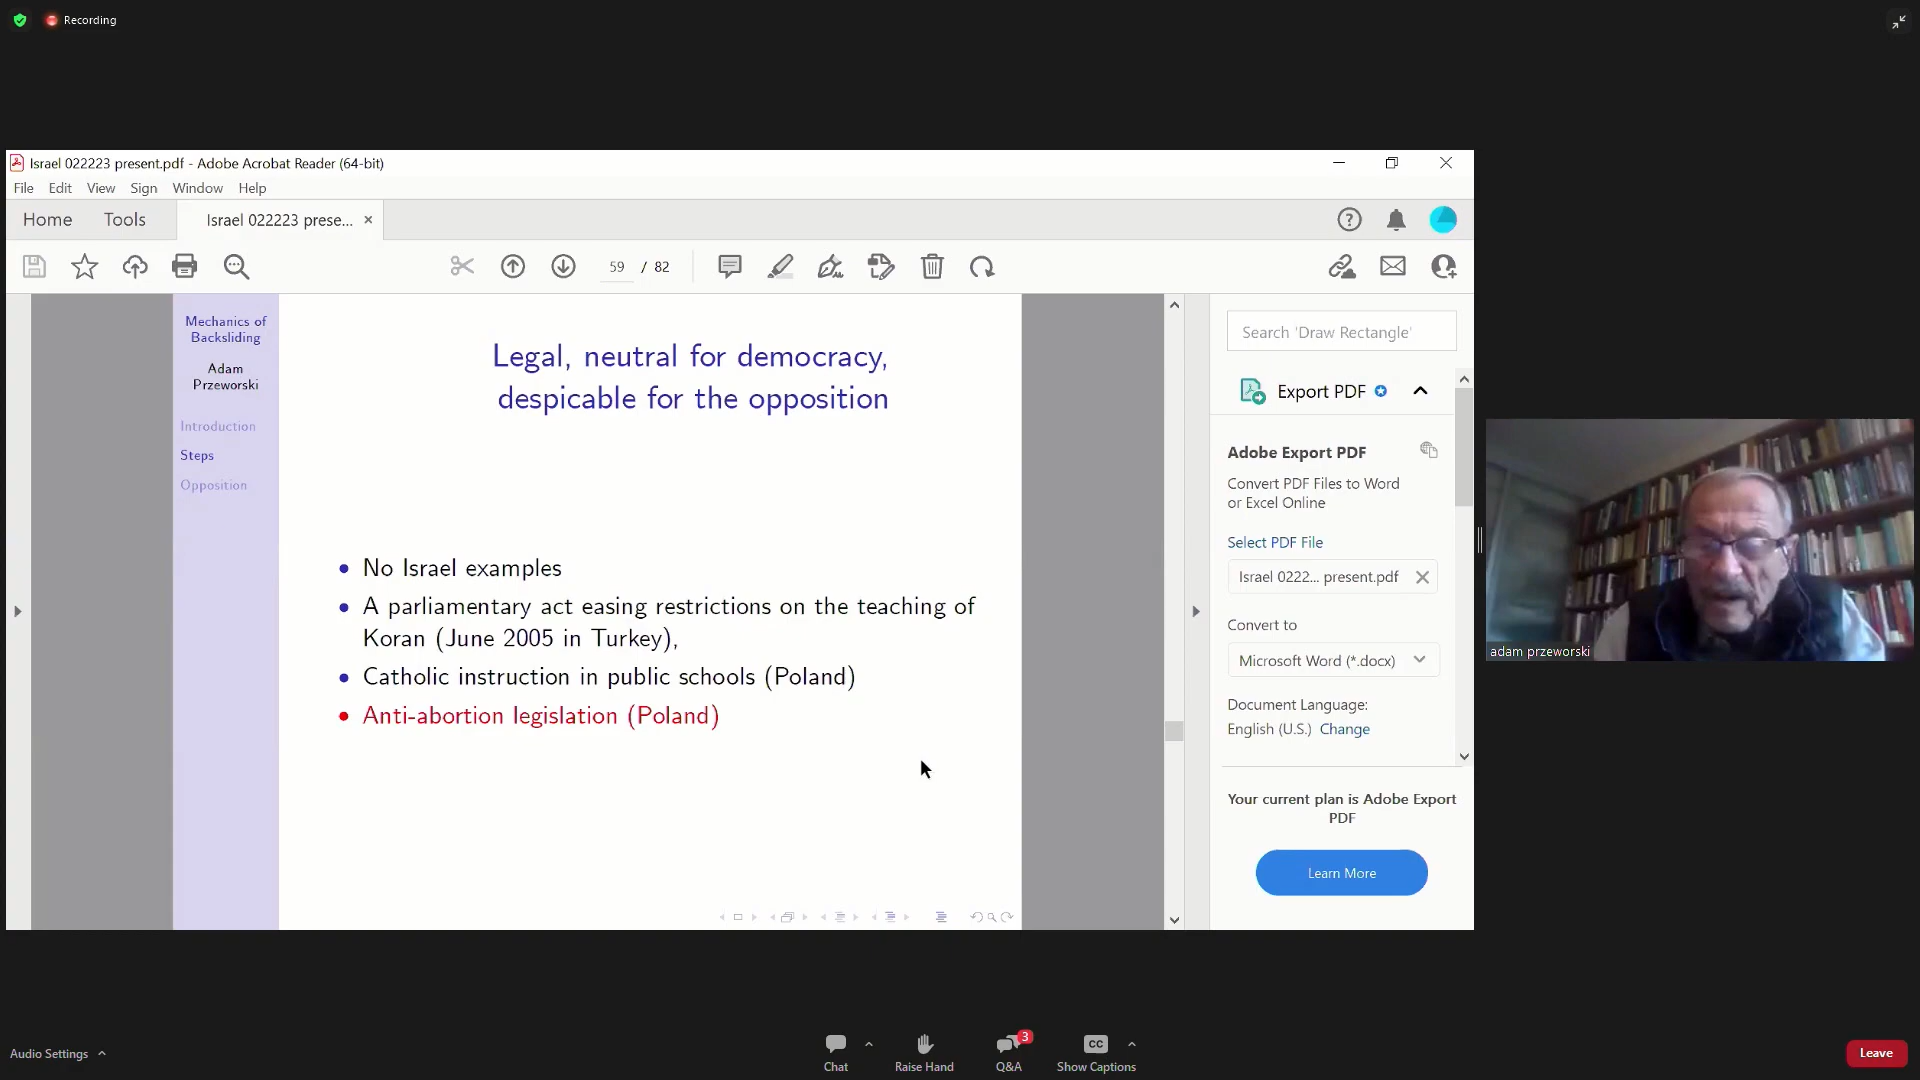 Recording
Israel 022223 present.pdf - Adobe Acrobat Reader (64-bit)
File Edit View Sign Window Help
Home Tools Israel 022223 prese... ×
59 / 82
Mechanics of
Backsliding
Adam
Przeworski
Introduction
Steps
Opposition
Legal, neutral for democracy,
despicable for the opposition
• No Israel examples
• A parliamentary act easing restrictions on the teaching of
Koran (June 2005 in Turkey),
• Catholic instruction in public schools (Poland)
• Anti-abortion legislation (Poland)
Search 'Draw Rectangle'
Export PDF
Adobe Export PDF
Convert PDF Files to Word
or Excel Online
Select PDF File
Israel 0222... present.pdf
Convert to
Microsoft Word (*.docx)
Document Language:
English (U.S.) Change
Your current plan is Adobe Export
PDF
Learn More
adam przeworski
Audio Settings
Chat
Raise Hand
3
Q&A
CC
Show Captions
Leave